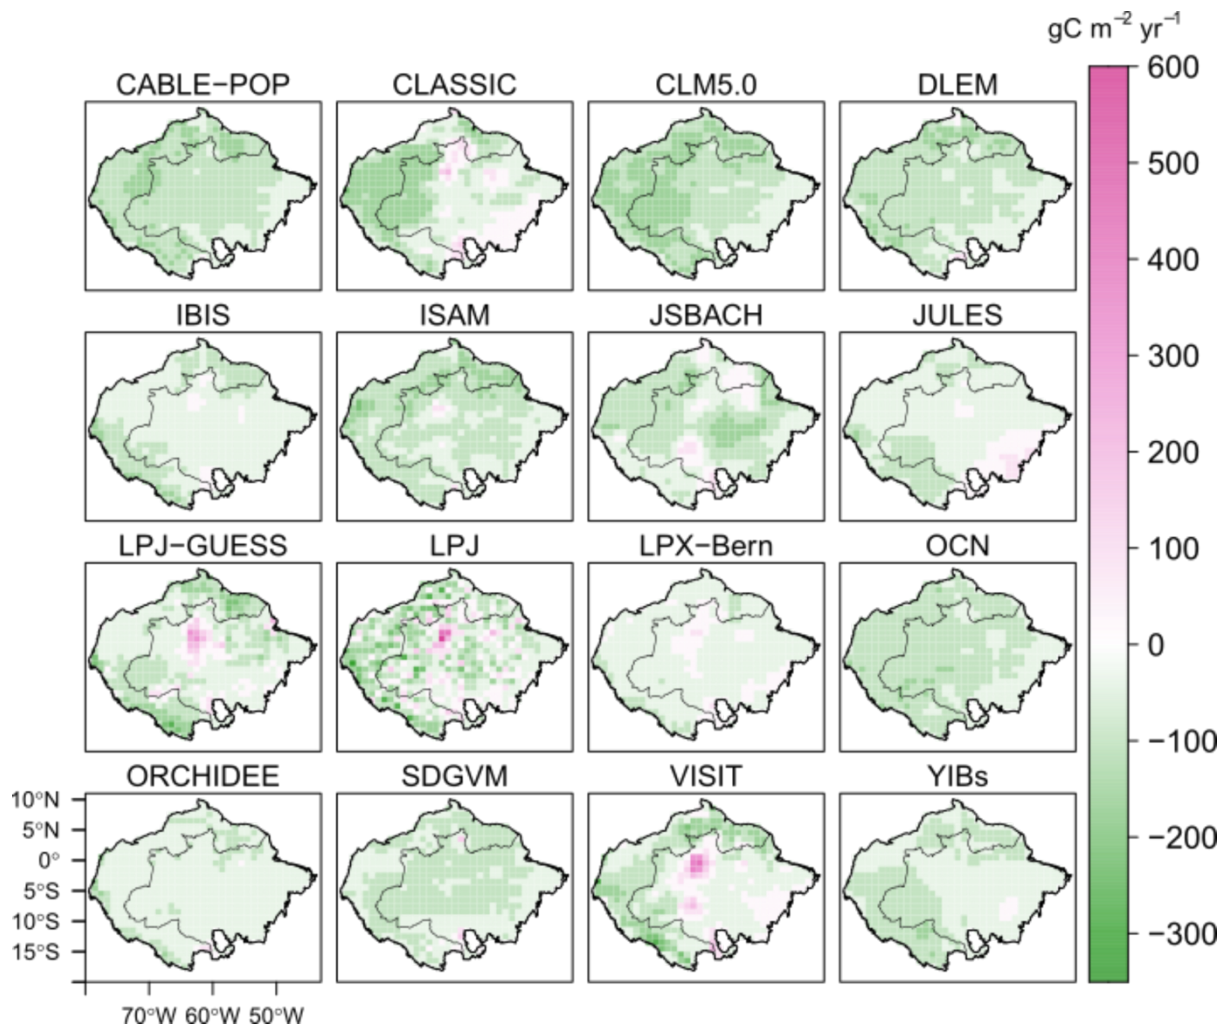 gC m⁻² yr⁻¹
CABLE−POP CLASSIC CLM5.0 DLEM
IBIS ISAM JSBACH JULES
LPJ−GUESS LPJ LPX−Bern OCN
ORCHIDEE SDGVM VISIT YIBs
600
500
400
300
200
100
0
−100
−200
−300
10°N
5°N
0°
5°S
10°S
15°S
70°W 60°W 50°W